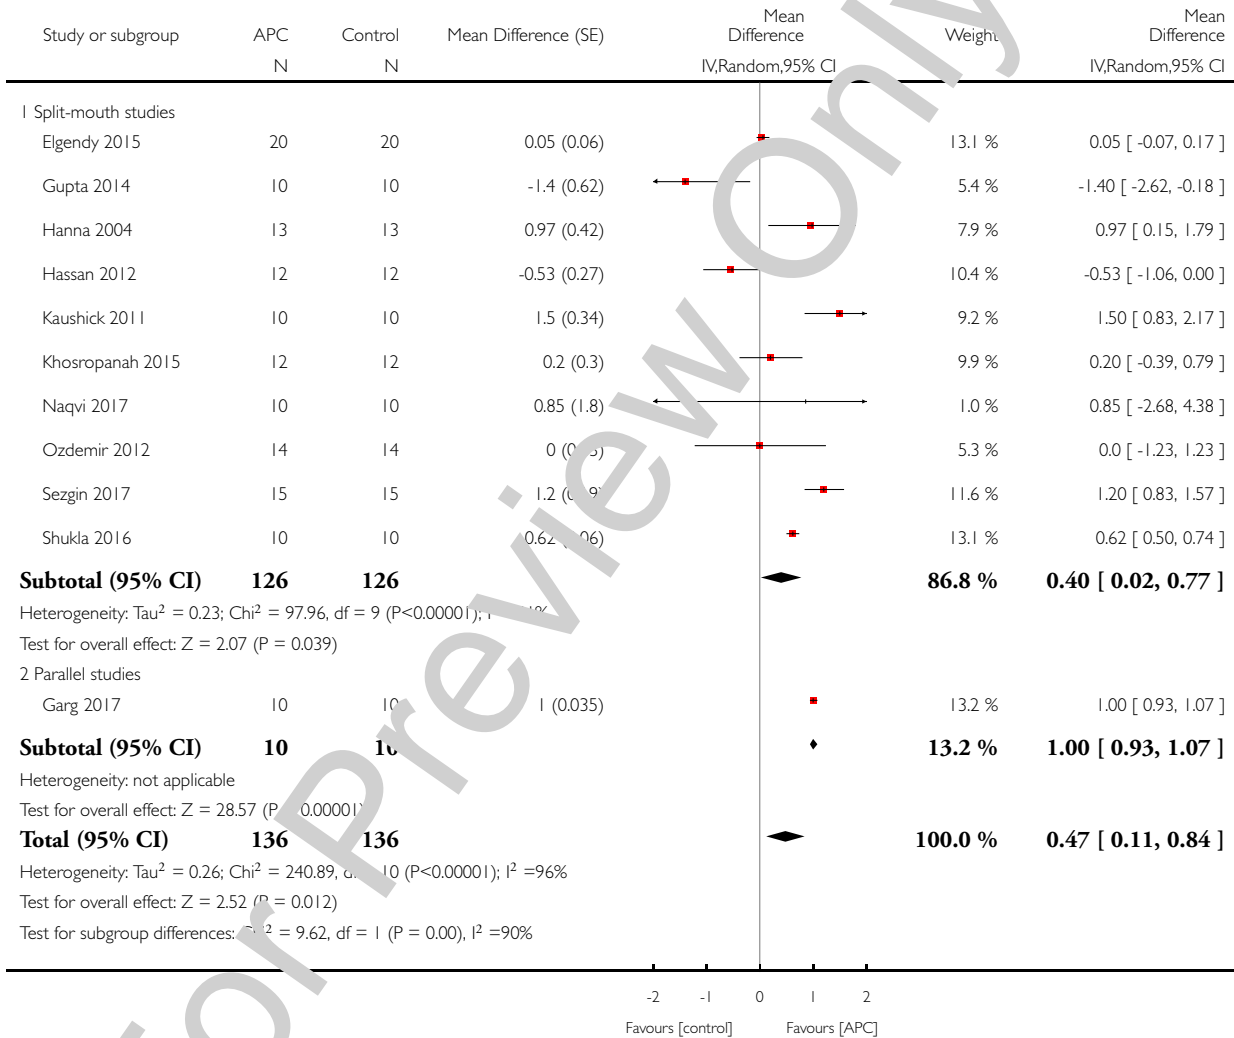 Mean Mean
Study or subgroup APC Control Mean Difference (SE) Difference Weight Difference
N N IV,Random,95% CI IV,Random,95% CI
1 Split-mouth studies
Elgendy 2015 20 20 0.05 (0.06) 13.1 % 0.05 [ -0.07, 0.17 ]
Gupta 2014 10 10 -1.4 (0.62) 5.4 % -1.40 [ -2.62, -0.18 ]
Hanna 2004 13 13 0.97 (0.42) 7.9 % 0.97 [ 0.15, 1.79 ]
Hassan 2012 12 12 -0.53 (0.27) 10.4 % -0.53 [ -1.06, 0.00 ]
Kaushick 2011 10 10 1.5 (0.34) 9.2 % 1.50 [ 0.83, 2.17 ]
Khosropanah 2015 12 12 0.2 (0.3) 9.9 % 0.20 [ -0.39, 0.79 ]
Naqvi 2017 10 10 0.85 (1.8) 1.0 % 0.85 [ -2.68, 4.38 ]
Ozdemir 2012 14 14 0 5.3 % 0.0 [ -1.23, 1.23 ]
Sezgin 2017 15 15 1.2 11.6 % 1.20 [ 0.83, 1.57 ]
Shukla 2016 10 10 0.62 13.1 % 0.62 [ 0.50, 0.74 ]
Subtotal (95% CI) 126 126 86.8 % 0.40 [ 0.02, 0.77 ]
Heterogeneity: Tau² = 0.23; Chi² = 97.96, df = 9 (P<0.00001);
Test for overall effect: Z = 2.07 (P = 0.039)
2 Parallel studies
Garg 2017 10 10 1 (0.035) 13.2 % 1.00 [ 0.93, 1.07 ]
Subtotal (95% CI) 10 10 13.2 % 1.00 [ 0.93, 1.07 ]
Heterogeneity: not applicable
Test for overall effect: Z = 28.57 (P 0.00001)
Total (95% CI) 136 136 100.0 % 0.47 [ 0.11, 0.84 ]
Heterogeneity: Tau² = 0.26; Chi² = 240.89, 10 (P<0.00001); I² =96%
Test for overall effect: Z = 2.52 (P = 0.012)
Test for subgroup differences: = 9.62, df = 1 (P = 0.00), I² =90%
-2 -1 0 1 2
Favours [control] Favours [APC]
For Preview Only